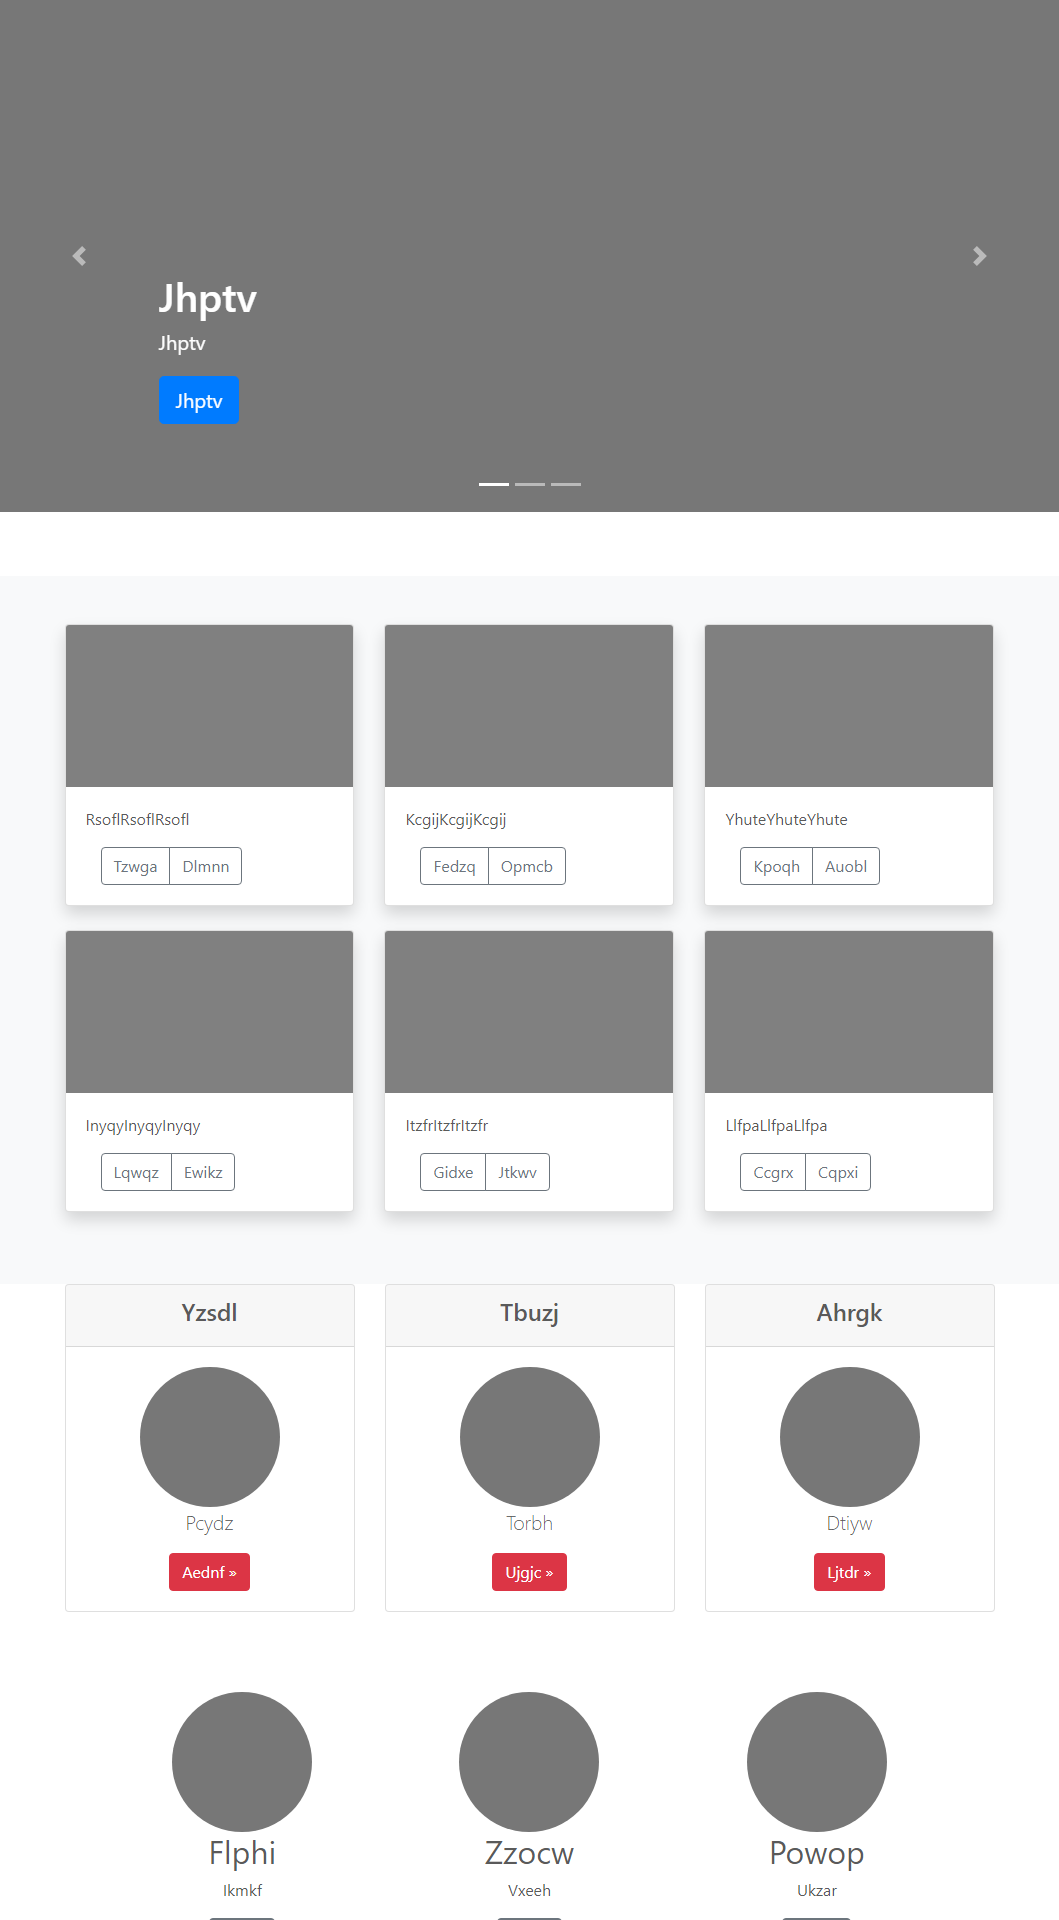 Jhptv
Jhptv
Jhptv
RsoflRsoflRsofl
Tzwga Dlmnn
KcgijKcgijKcgij
Fedzq Opmcb
YhuteYhuteYhute
Kpoqh Auobl
InyqyInyqyInyqy
Lqwqz Ewikz
ItzfrItzfrItzfr
Gidxe Jtkwv
LlfpaLlfpaLlfpa
Ccgrx Cqpxi
Yzsdl
Pcydz
Aednf »
Tbuzj
Torbh
Ujgjc »
Ahrgk
Dtiyw
Ljtdr »
Flphi
Ikmkf
Zzocw
Vxeeh
Powop
Ukzar